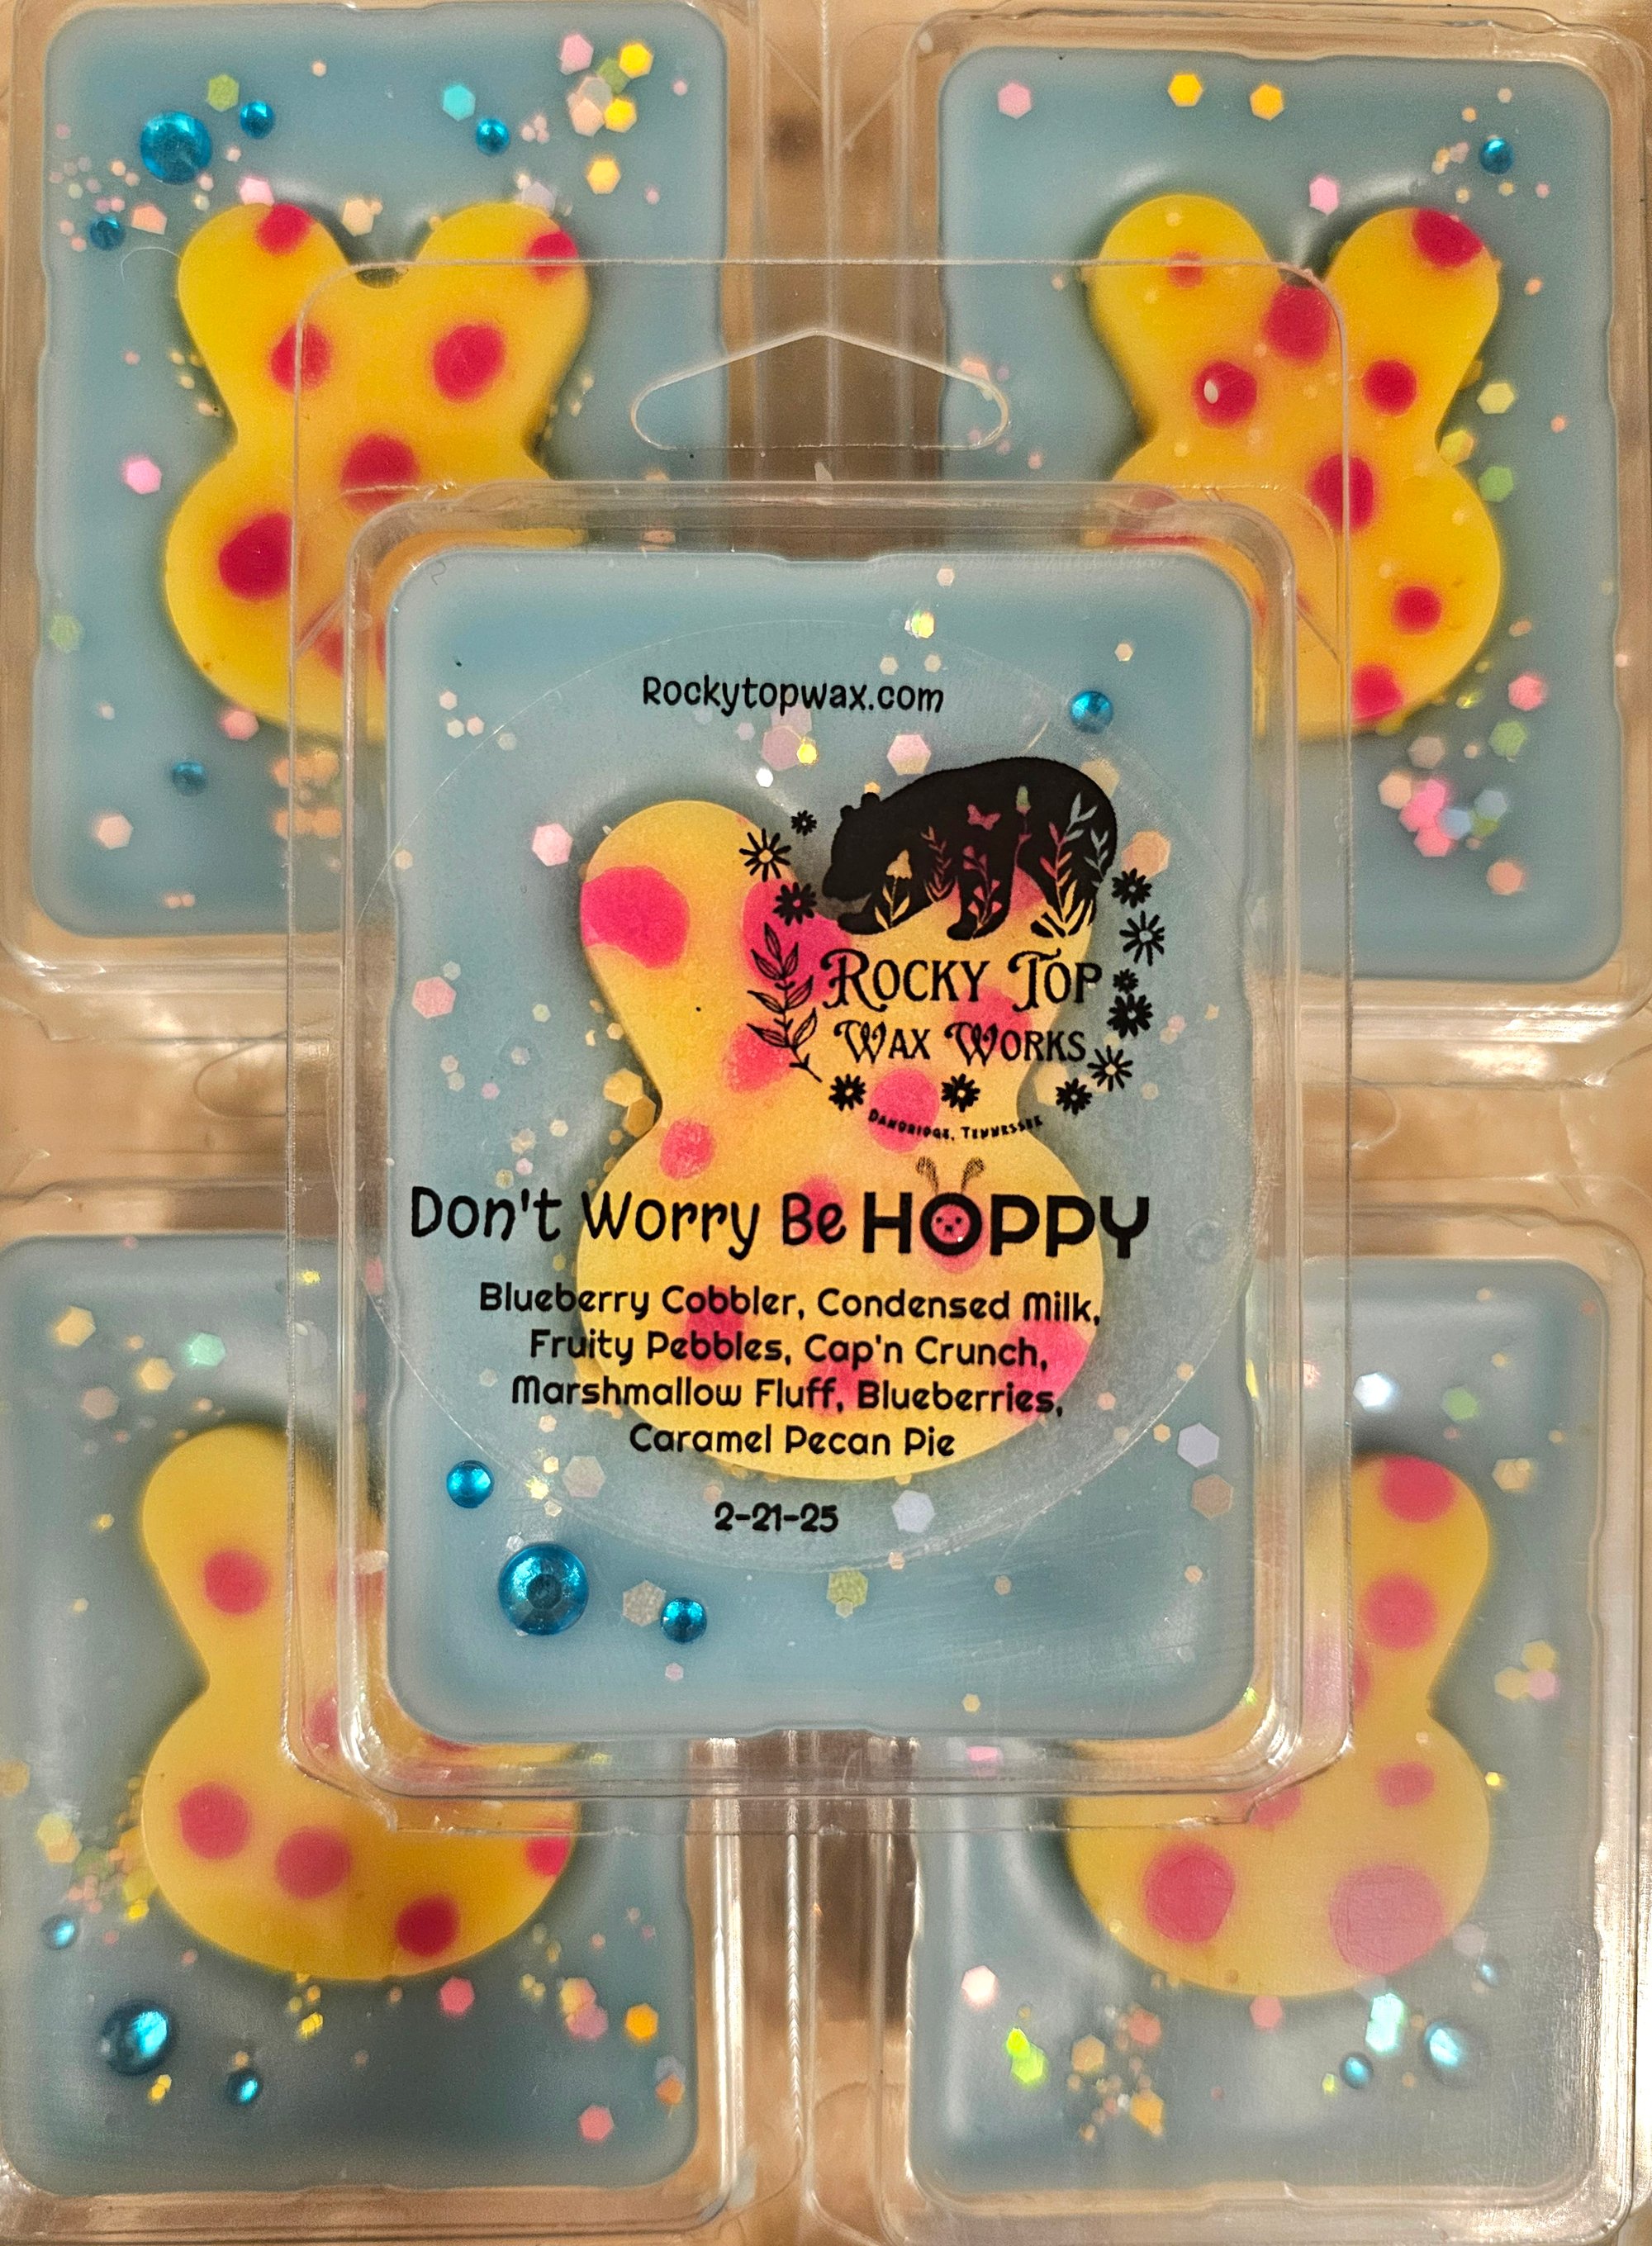 Rockytopwax.com
Rocky Top
Wax Works
Dandridge, Tennessee
Don't Worry Be HOPPY
Blueberry Cobbler, Condensed Milk,
Fruity Pebbles, Cap'n Crunch,
Marshmallow Fluff, Blueberries,
Caramel Pecan Pie
2-21-25